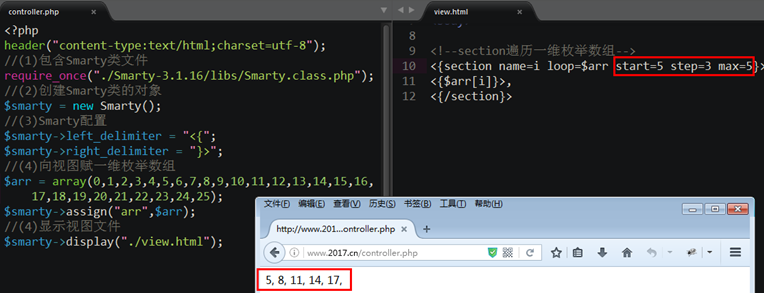 controller.php ×
<?php
header("content-type:text/html;charset=utf-8");
//(1)包含Smarty类文件
require_once("./Smarty-3.1.16/libs/Smarty.class.php");
//(2)创建Smarty类的对象
$smarty = new Smarty();
//(3)Smarty配置
$smarty->left_delimiter = "<{";
$smarty->right_delimiter = "}>";
//(4)向视图赋一维枚举数组
$arr = array(0,1,2,3,4,5,6,7,8,9,10,11,12,13,14,15,16,
17,18,19,20,21,22,23,24,25);
$smarty->assign("arr",$arr);
//(4)显示视图文件
$smarty->display("./view.html");
view.html ×
8
9 <!--section遍历一维枚举数组-->
10 <{section name=i loop=$arr start=5 step=3 max=5}>
11 <{$arr[i]}>,
12 <{/section}>
文件(F) 编辑(E) 查看(V) 历史(S) 书签(B) 工具(T) 帮助(H)
http://www.201...ontroller.php × +
www.2017.cn/controller.php
5, 8, 11, 14, 17,